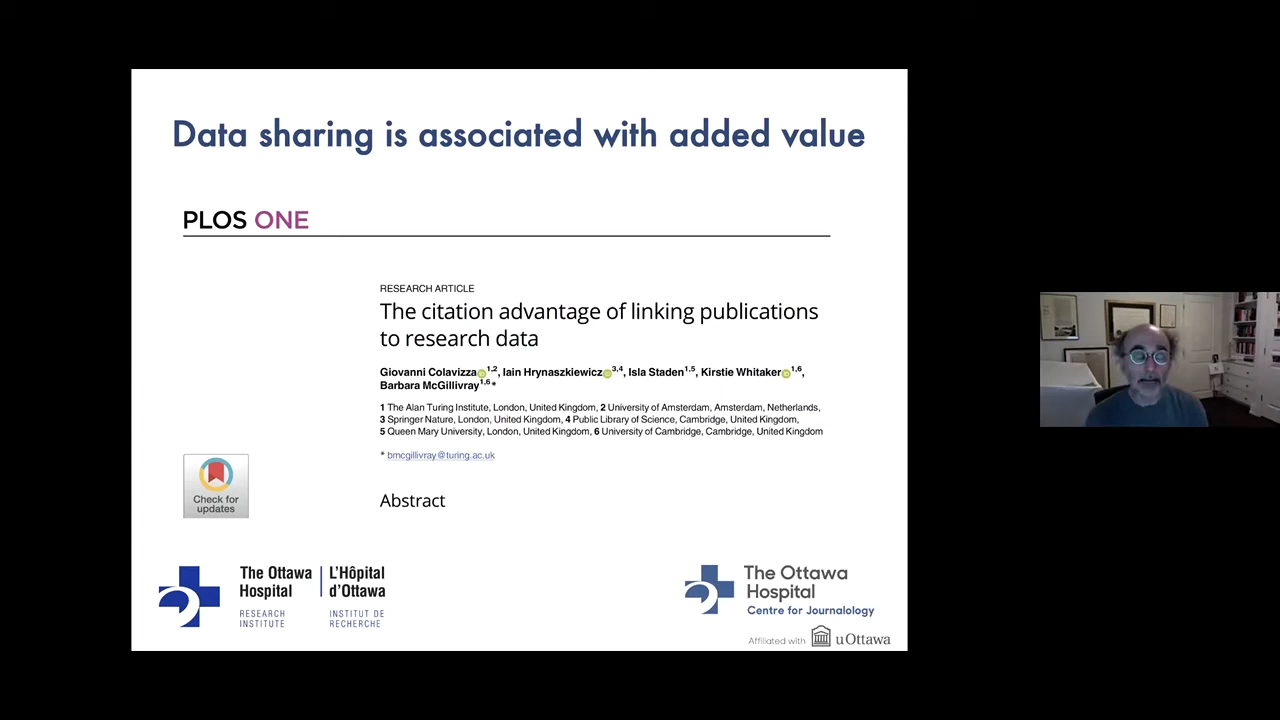 Data sharing is associated with added value
PLOS ONE
RESEARCH ARTICLE
The citation advantage of linking publications
to research data
Giovanni Colavizza 1,2, Iain Hrynaszkiewicz 3,4, Isla Staden1,5, Kirstie Whitaker 1,6,
Barbara McGillivray1,6*
1 The Alan Turing Institute, London, United Kingdom, 2 University of Amsterdam, Amsterdam, Netherlands,
3 Springer Nature, London, United Kingdom, 4 Public Library of Science, Cambridge, United Kingdom,
5 Queen Mary University, London, United Kingdom, 6 University of Cambridge, Cambridge, United Kingdom
* bmcgillivray@turing.ac.uk
Check for
updates
Abstract
The Ottawa
Hospital
RESEARCH
INSTITUTE
L'Hôpital
d'Ottawa
INSTITUT DE
RECHERCHE
The Ottawa
Hospital
Centre for Journalology
Affiliated with uOttawa